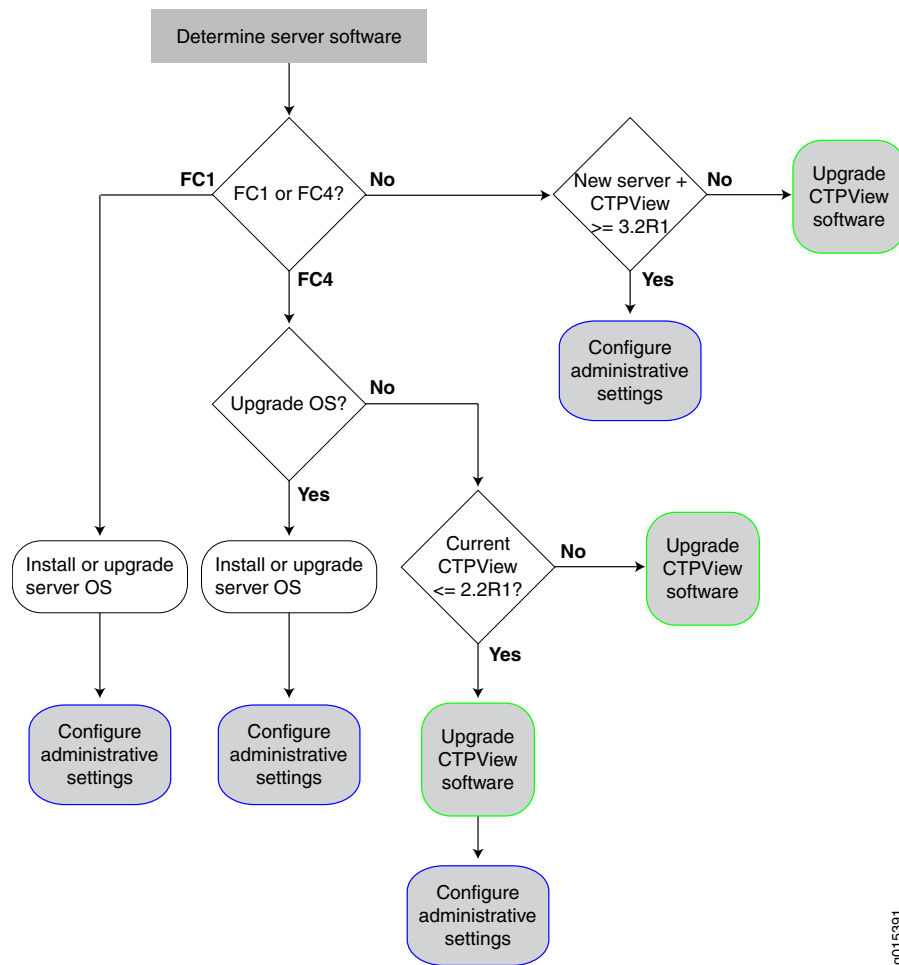 Determine server software
FC1
FC1 or FC4?
No
New server +
CTPView
>= 3.2R1
No
Upgrade
CTPView
software
FC4
Yes
Configure
administrative
settings
Upgrade OS?
No
Yes
Install or upgrade
server OS
Install or upgrade
server OS
Current
CTPView
<= 2.2R1?
No
Upgrade
CTPView
software
Yes
Configure
administrative
settings
Configure
administrative
settings
Upgrade
CTPView
software
Configure
administrative
settings
g015391